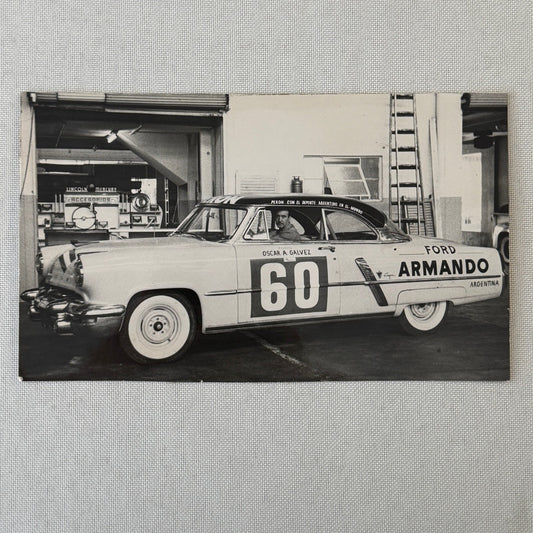 LINCOLN MERCURY
ACCESSORIES
PERON CON EL DEPORTE ARGENTINO EN EL MUNDO
OSCAR A. GALVEZ
60
FORD
ARMANDO
ARGENTINA